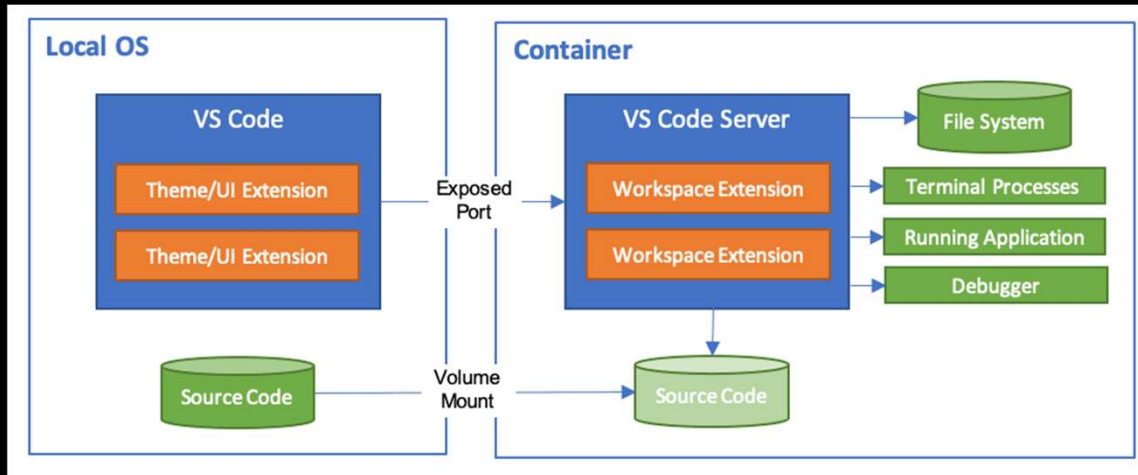 Local OS
VS Code
Theme/UI Extension
Theme/UI Extension
Source Code
Exposed
Port
Volume
Mount
Container
VS Code Server
Workspace Extension
Workspace Extension
File System
Terminal Processes
Running Application
Debugger
Source Code